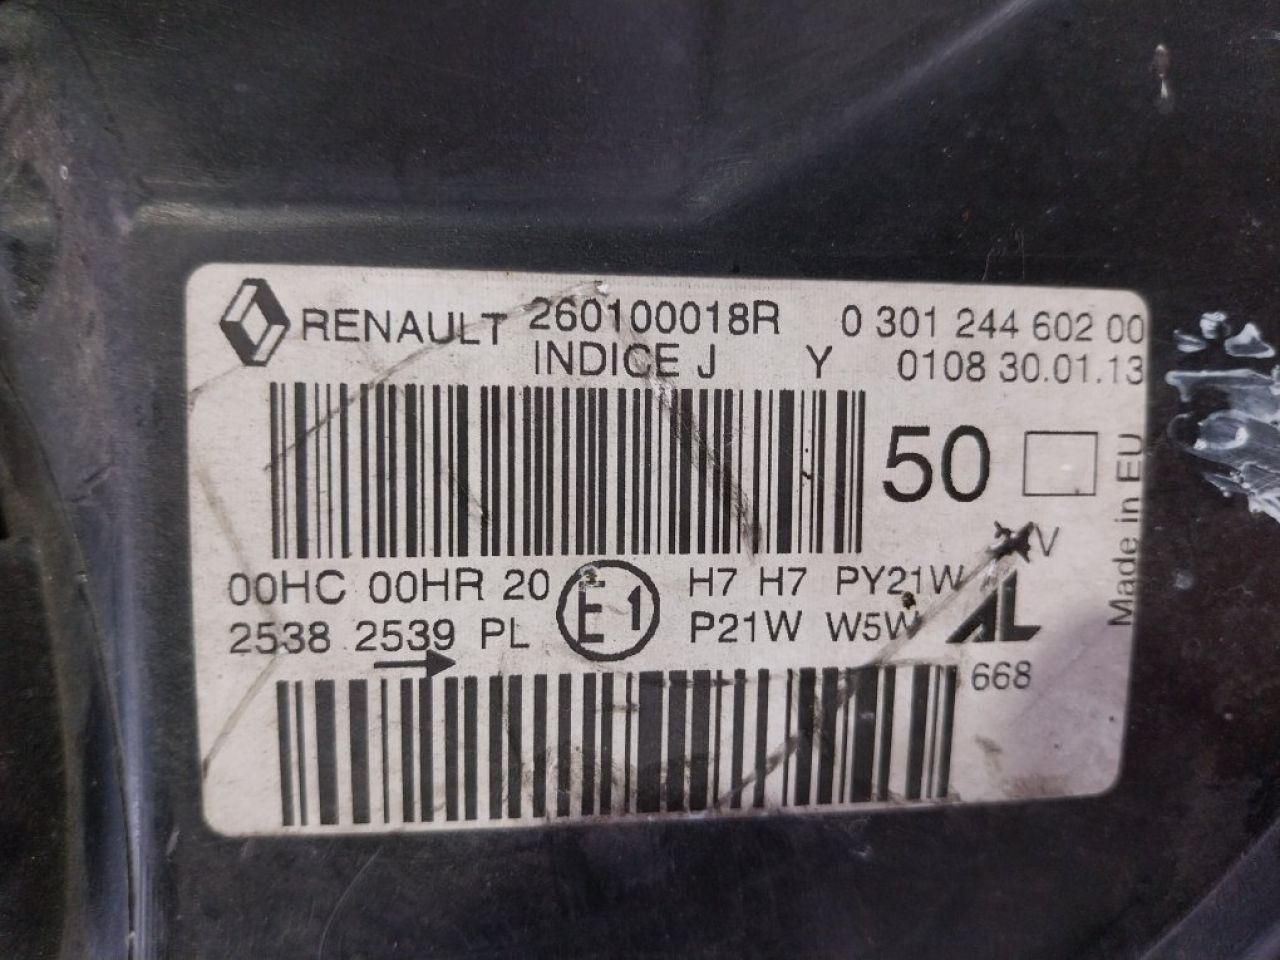 RENAULT 260100018R 0 301 244 602 00
INDICE J Y 0108 30.01.13
50
V
Made in EU
00HC 00HR 20 E1 H7 H7 PY21W
2538 2539 PL P21W W5W AL
668